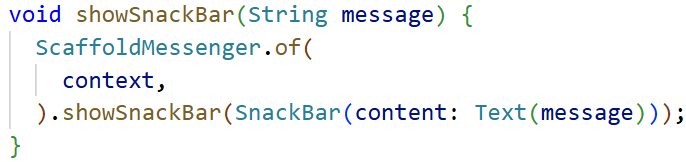 void showSnackBar(String message) {
  ScaffoldMessenger.of(
    context,
  ).showSnackBar(SnackBar(content: Text(message)));
}